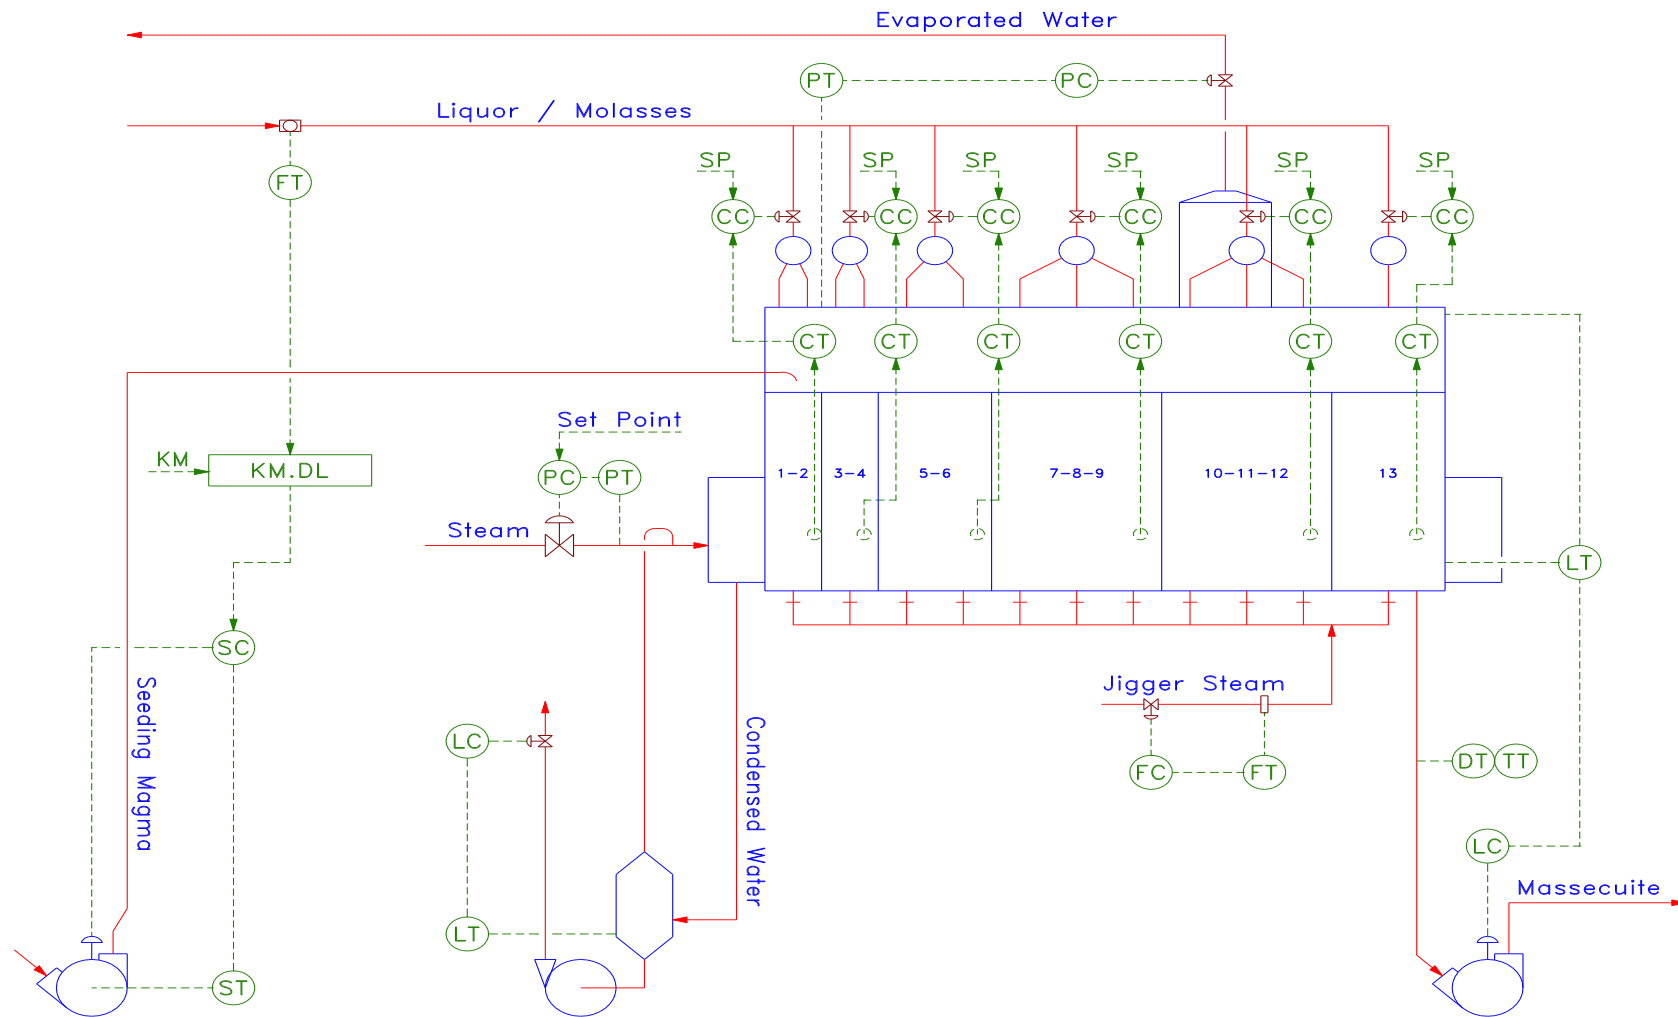 Evaporated Water
PT PC
Liquor / Molasses
SP SP SP SP SP SP
FT
CC CC CC CC CC CC
CT CT CT CT CT CT
Set Point
KM
KM.DL
PC PT
1-2 3-4 5-6 7-8-9 10-11-12 13
Steam
LT
SC
Seeding Magma
Jigger Steam
Condensed Water
LC
FC FT
DT TT
LC
Massecuite
LT
ST